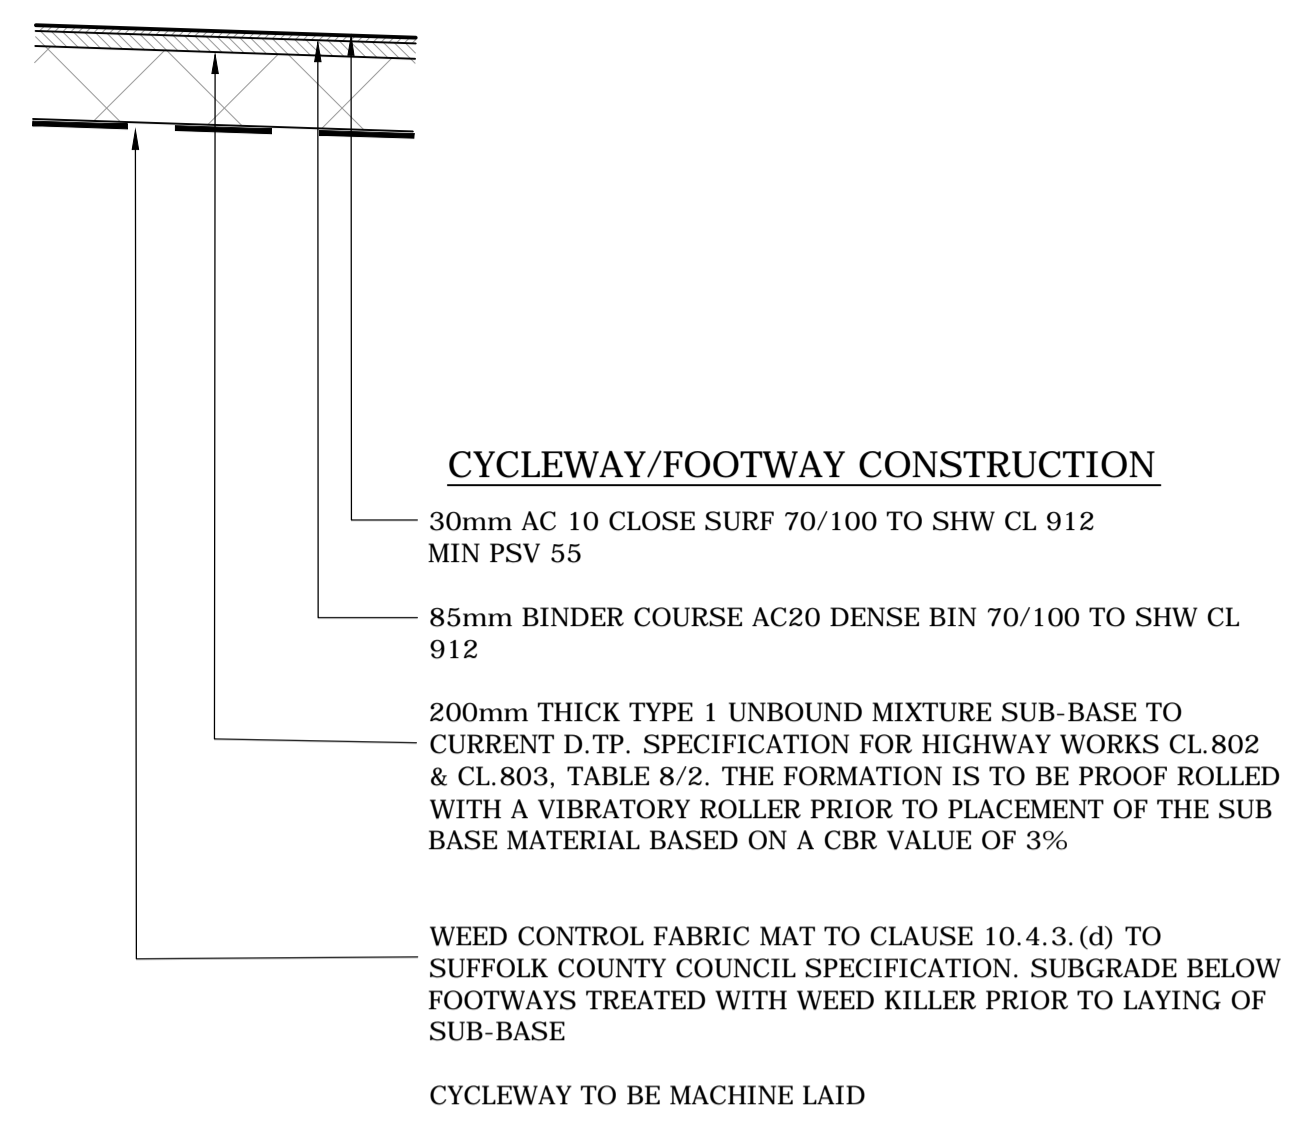 CYCLEWAY/FOOTWAY CONSTRUCTION
30mm AC 10 CLOSE SURF 70/100 TO SHW CL 912
MIN PSV 55
85mm BINDER COURSE AC20 DENSE BIN 70/100 TO SHW CL
912
200mm THICK TYPE 1 UNBOUND MIXTURE SUB-BASE TO
CURRENT D.TP. SPECIFICATION FOR HIGHWAY WORKS CL.802
& CL.803, TABLE 8/2. THE FORMATION IS TO BE PROOF ROLLED
WITH A VIBRATORY ROLLER PRIOR TO PLACEMENT OF THE SUB
BASE MATERIAL BASED ON A CBR VALUE OF 3%
WEED CONTROL FABRIC MAT TO CLAUSE 10.4.3.(d) TO
SUFFOLK COUNTY COUNCIL SPECIFICATION. SUBGRADE BELOW
FOOTWAYS TREATED WITH WEED KILLER PRIOR TO LAYING OF
SUB-BASE
CYCLEWAY TO BE MACHINE LAID